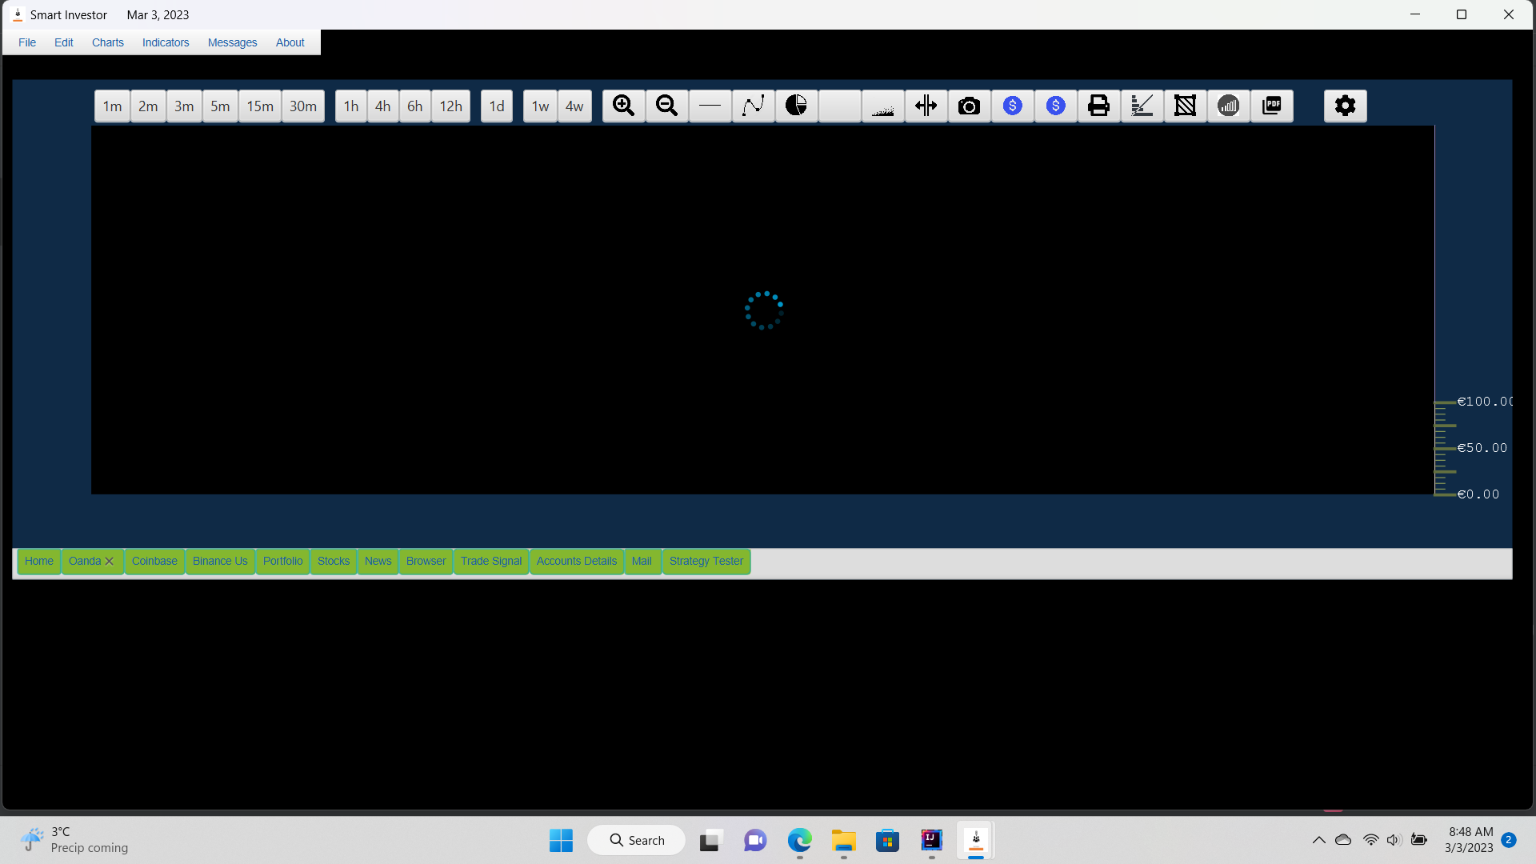 Smart Investor Mar 3, 2023
File Edit Charts Indicators Messages About
1m 2m 3m 5m 15m 30m 1h 4h 6h 12h 1d 1w 4w $ $ PDF
€100.00
€50.00
€0.00
Home Oanda Coinbase Binance Us Portfolio Stocks News Browser Trade Signal Accounts Details Mail Strategy Tester
3°C
Precip coming
Search
IJ
8:48 AM
3/3/2023
2